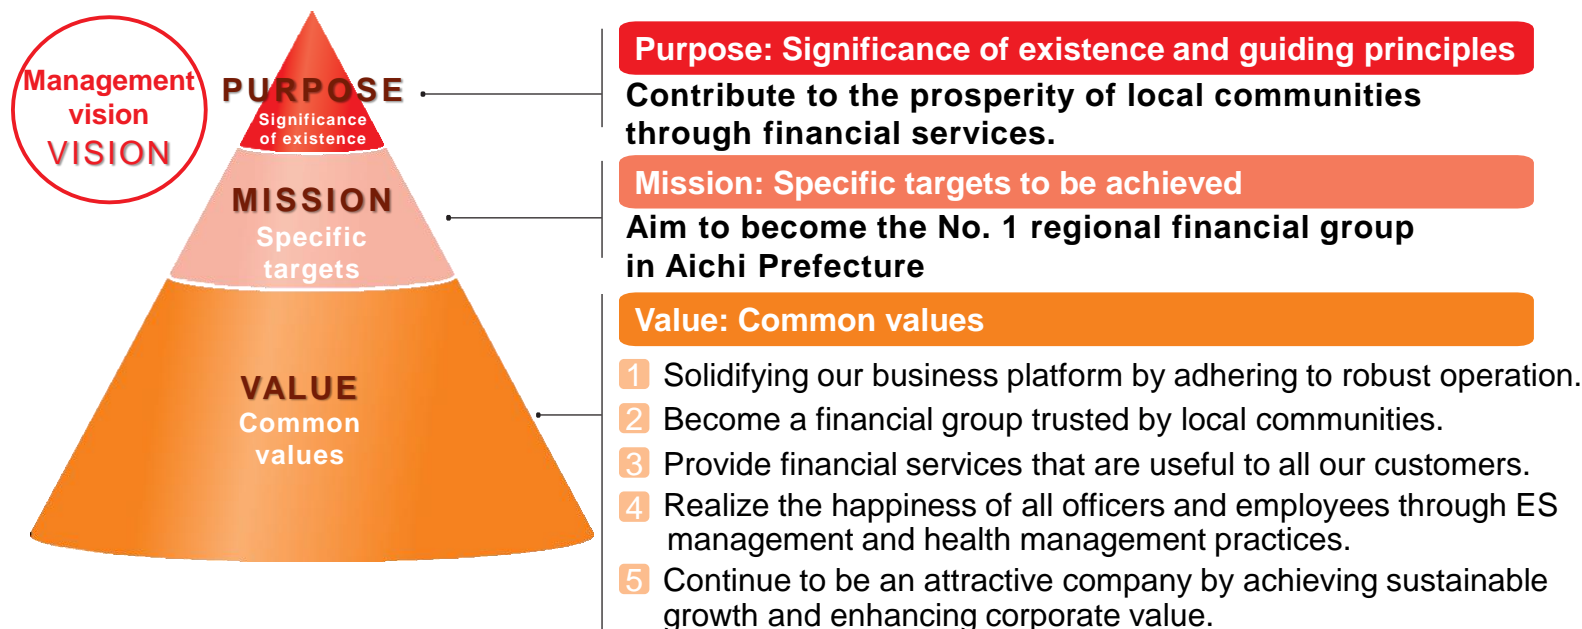 Management
vision
VISION
PURPOSE
Significance
of existence
MISSION
Specific
targets
VALUE
Common
values
Purpose: Significance of existence and guiding principles
Contribute to the prosperity of local communities
through financial services.
Mission: Specific targets to be achieved
Aim to become the No. 1 regional financial group
in Aichi Prefecture
Value: Common values
1 Solidifying our business platform by adhering to robust operation.
2 Become a financial group trusted by local communities.
3 Provide financial services that are useful to all our customers.
4 Realize the happiness of all officers and employees through ES
management and health management practices.
5 Continue to be an attractive company by achieving sustainable
growth and enhancing corporate value.